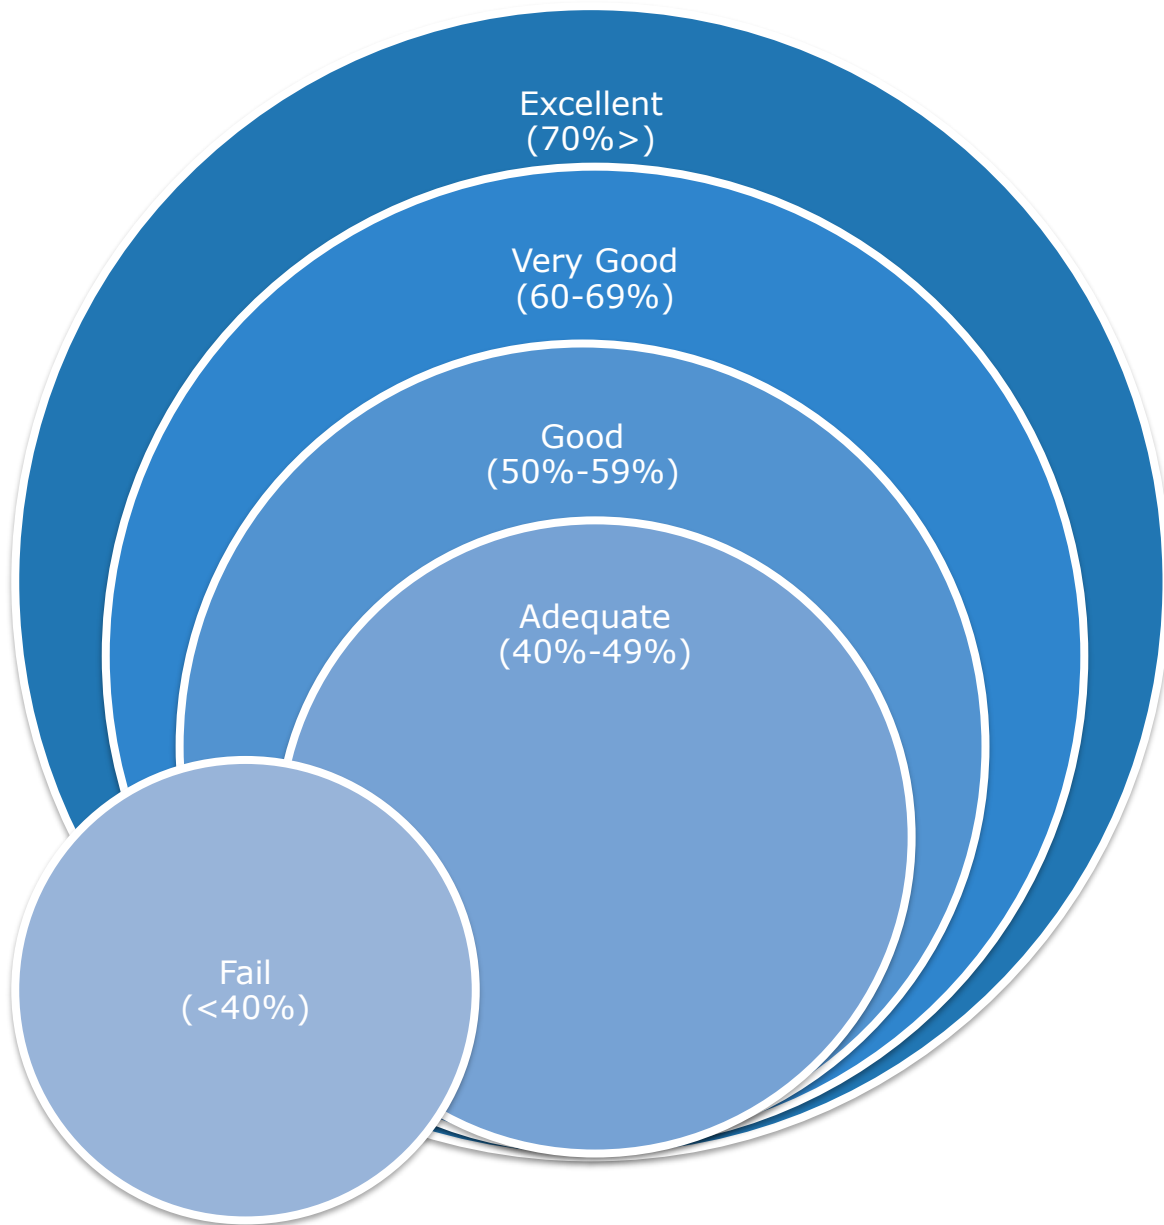 Excellent
(70%>)
Very Good
(60-69%)
Good
(50%-59%)
Adequate
(40%-49%)
Fail
(<40%)